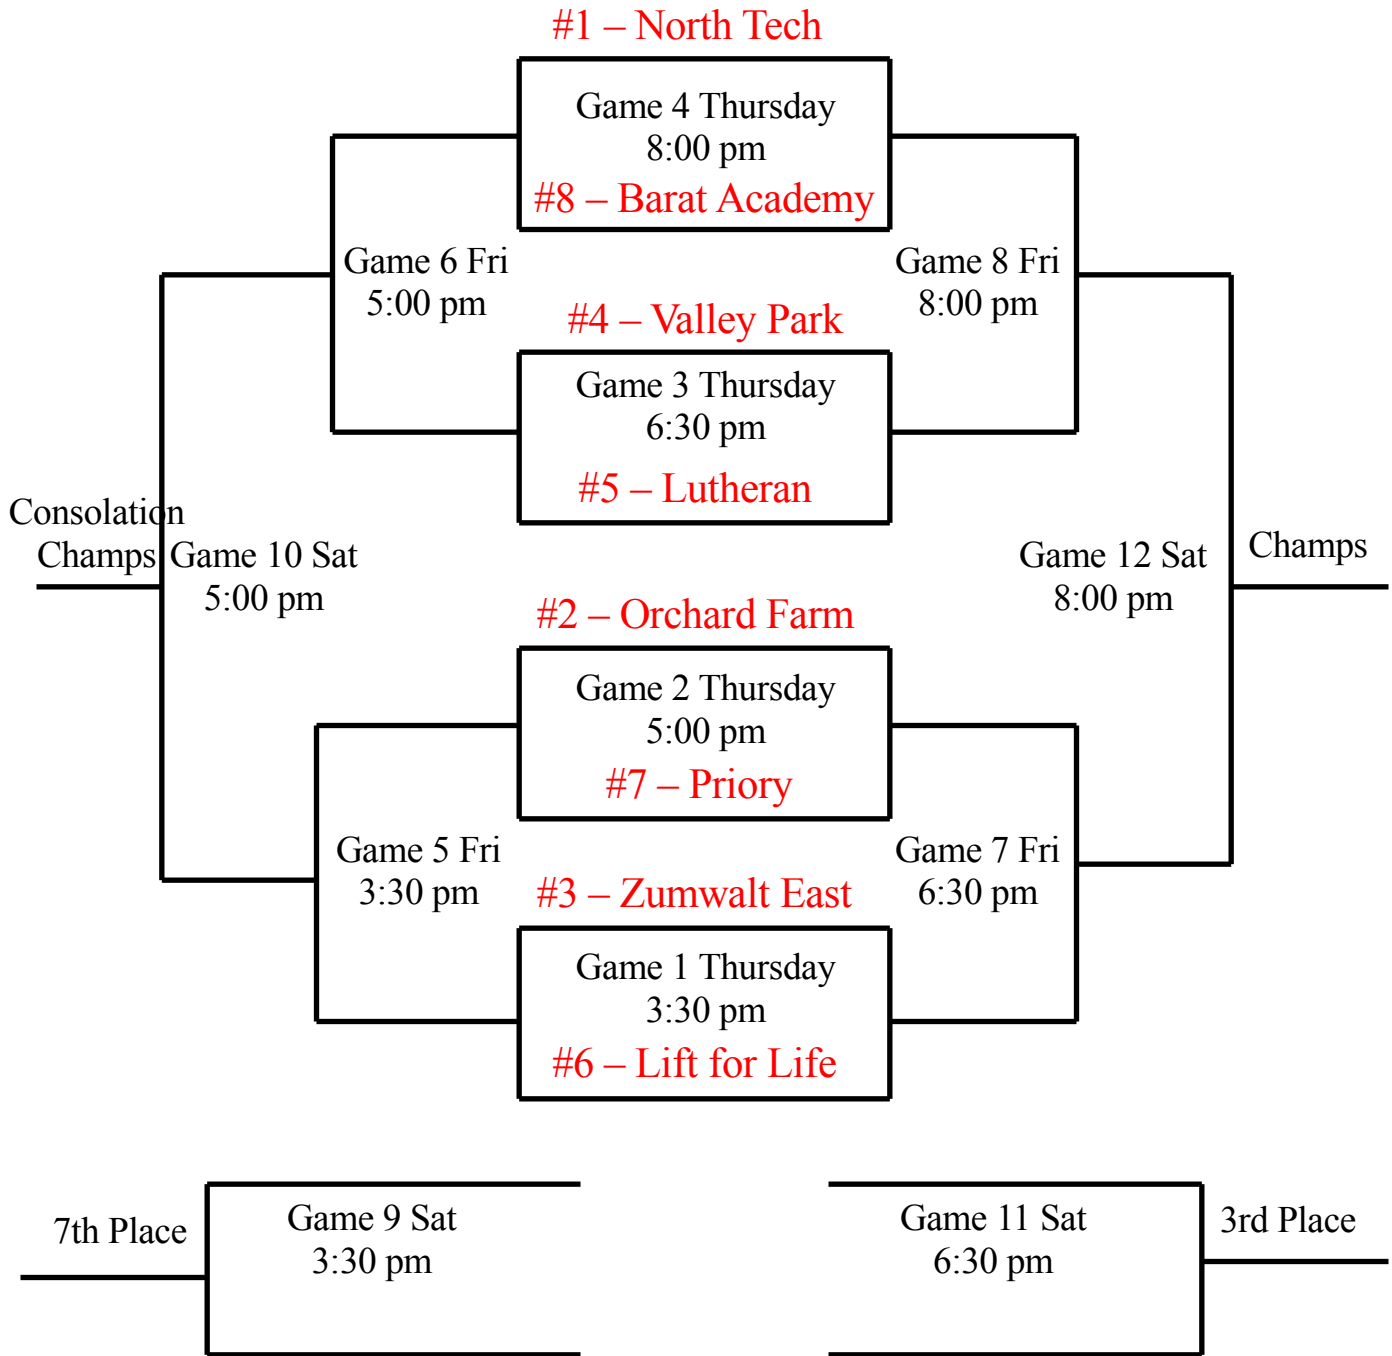 #1 – North Tech
Game 4 Thursday
8:00 pm
#8 – Barat Academy
Game 6 Fri
5:00 pm
Game 8 Fri
8:00 pm
#4 – Valley Park
Game 3 Thursday
6:30 pm
#5 – Lutheran
Consolation
Champs
Game 10 Sat
5:00 pm
Game 12 Sat
8:00 pm
Champs
#2 – Orchard Farm
Game 2 Thursday
5:00 pm
#7 – Priory
Game 5 Fri
3:30 pm
Game 7 Fri
6:30 pm
#3 – Zumwalt East
Game 1 Thursday
3:30 pm
#6 – Lift for Life
7th Place
Game 9 Sat
3:30 pm
Game 11 Sat
6:30 pm
3rd Place